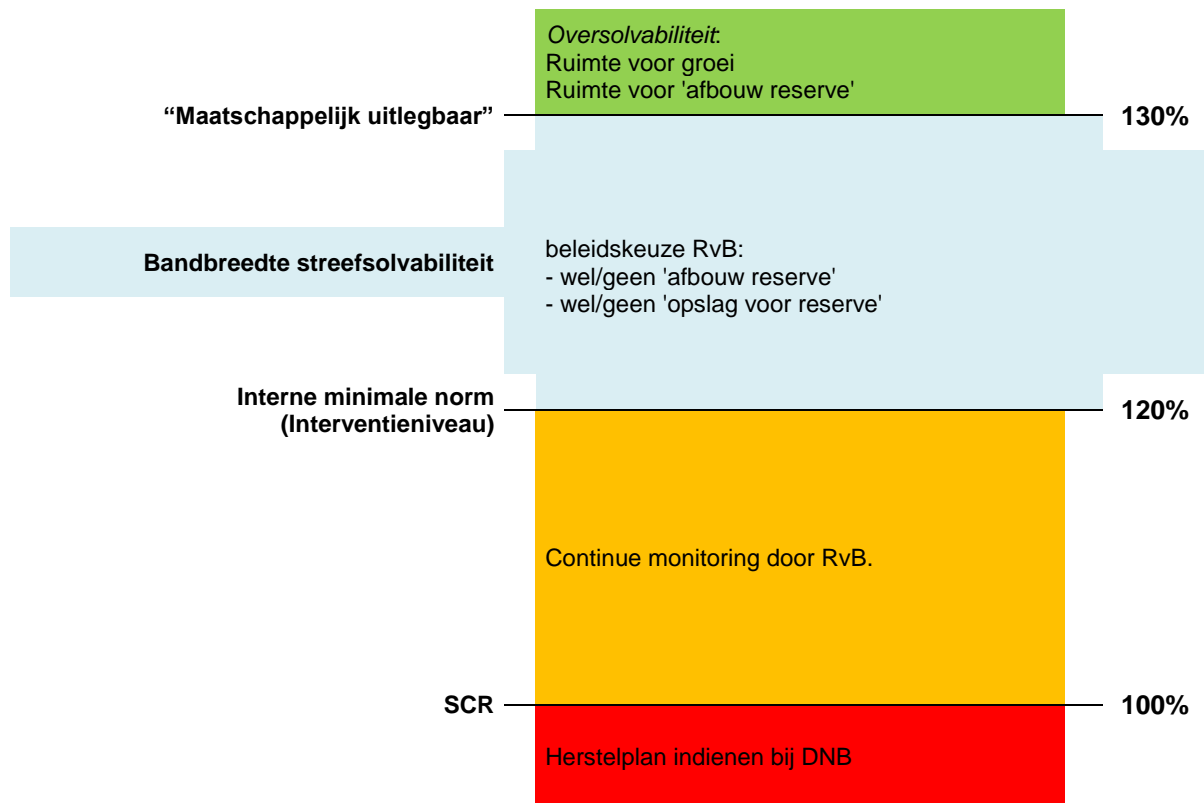 Oversolvabiliteit:
Ruimte voor groei
Ruimte voor 'afbouw reserve'
“Maatschappelijk uitlegbaar”
130%
Bandbreedte streefsolvabiliteit
beleidskeuze RvB:
- wel/geen 'afbouw reserve'
- wel/geen 'opslag voor reserve'
Interne minimale norm
(Interventieniveau)
120%
Continue monitoring door RvB.
SCR
100%
Herstelplan indienen bij DNB